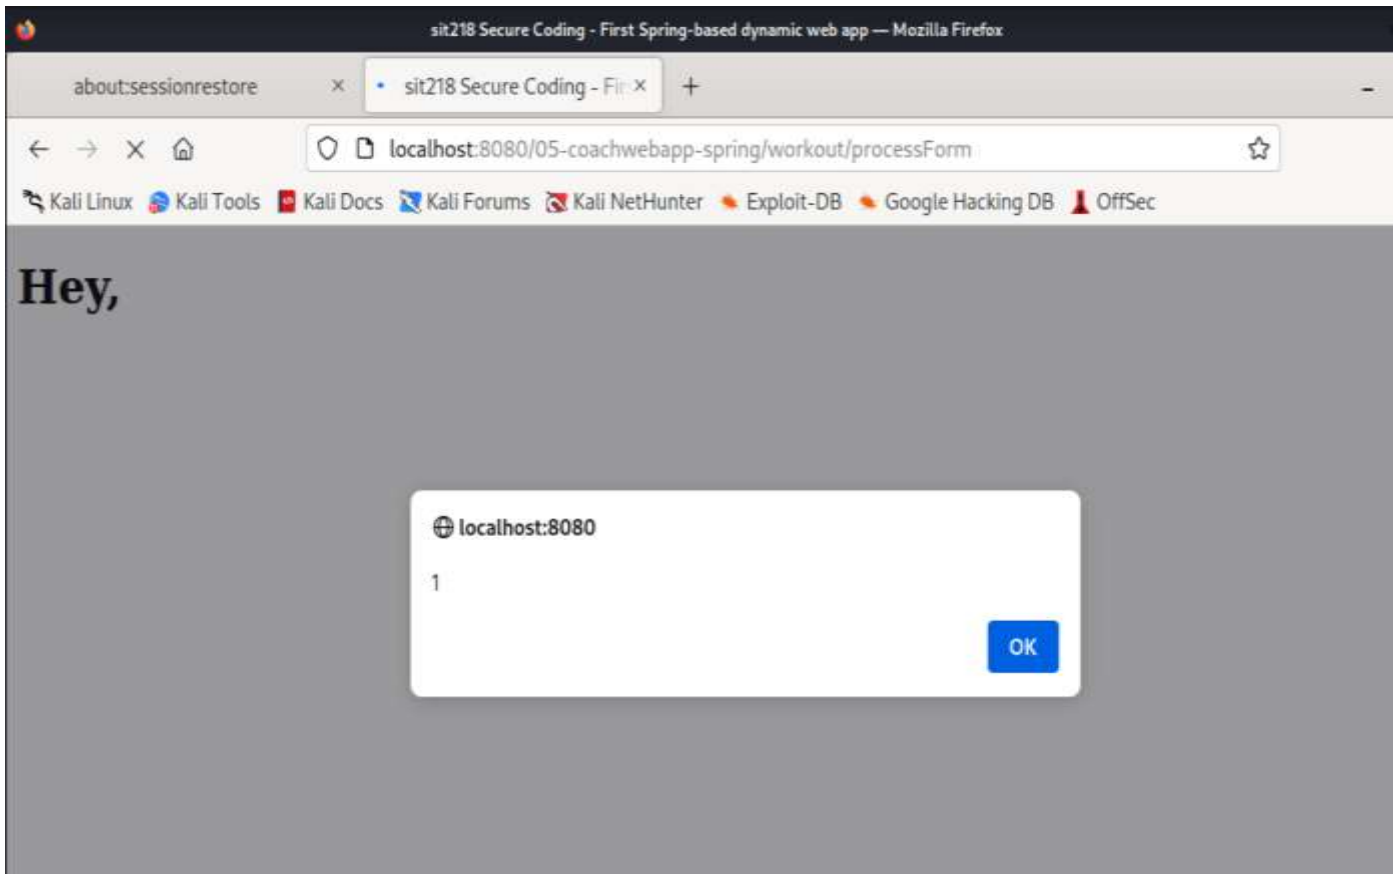 sit218 Secure Coding - First Spring-based dynamic web app — Mozilla Firefox
about:sessionrestore × sit218 Secure Coding - Fir × +
localhost:8080/05-coachwebapp-spring/workout/processForm
Kali Linux Kali Tools Kali Docs Kali Forums Kali NetHunter Exploit-DB Google Hacking DB OffSec
Hey,
localhost:8080
1
OK